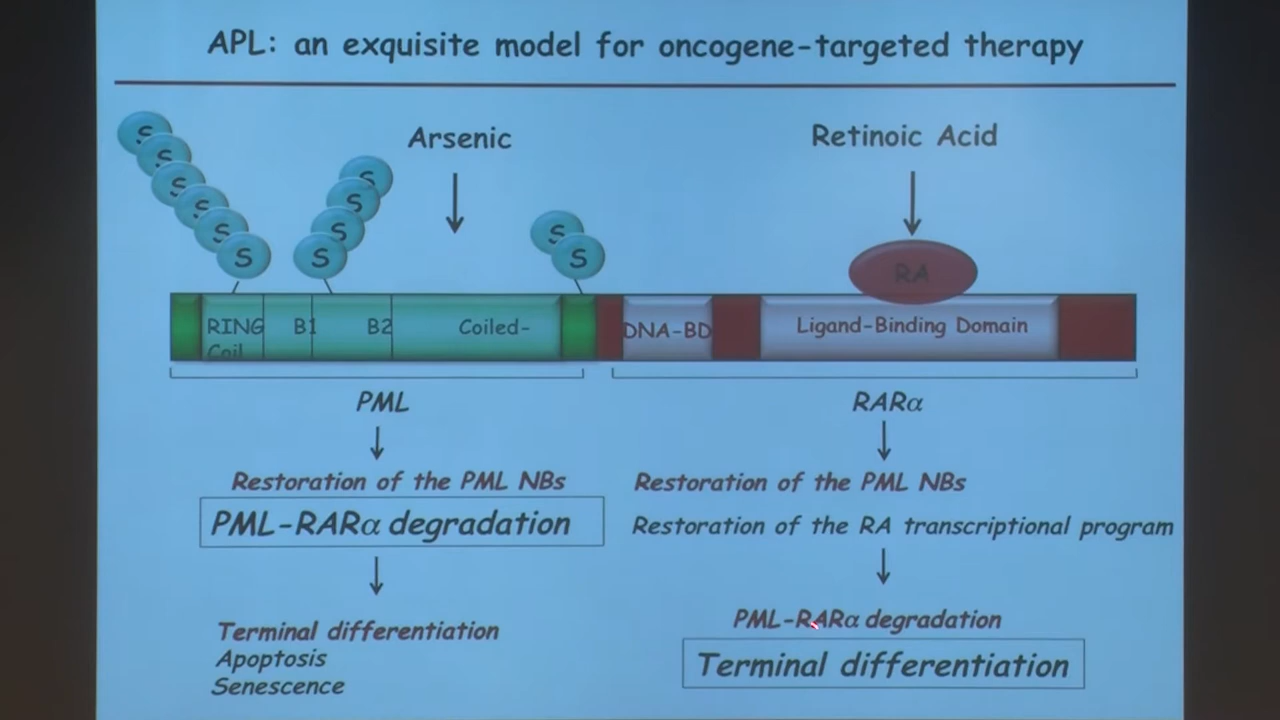 APL: an exquisite model for oncogene-targeted therapy
Arsenic
Retinoic Acid
S
S
S
S
S
S
S
S
S
S
S
S
RA
RING B1 B2 Coiled-
Coil
DNA-BD
Ligand-Binding Domain
PML
RARα
Restoration of the PML NBs
PML-RARα degradation
Terminal differentiation
Apoptosis
Senescence
Restoration of the PML NBs
Restoration of the RA transcriptional program
PML-RARα degradation
Terminal differentiation